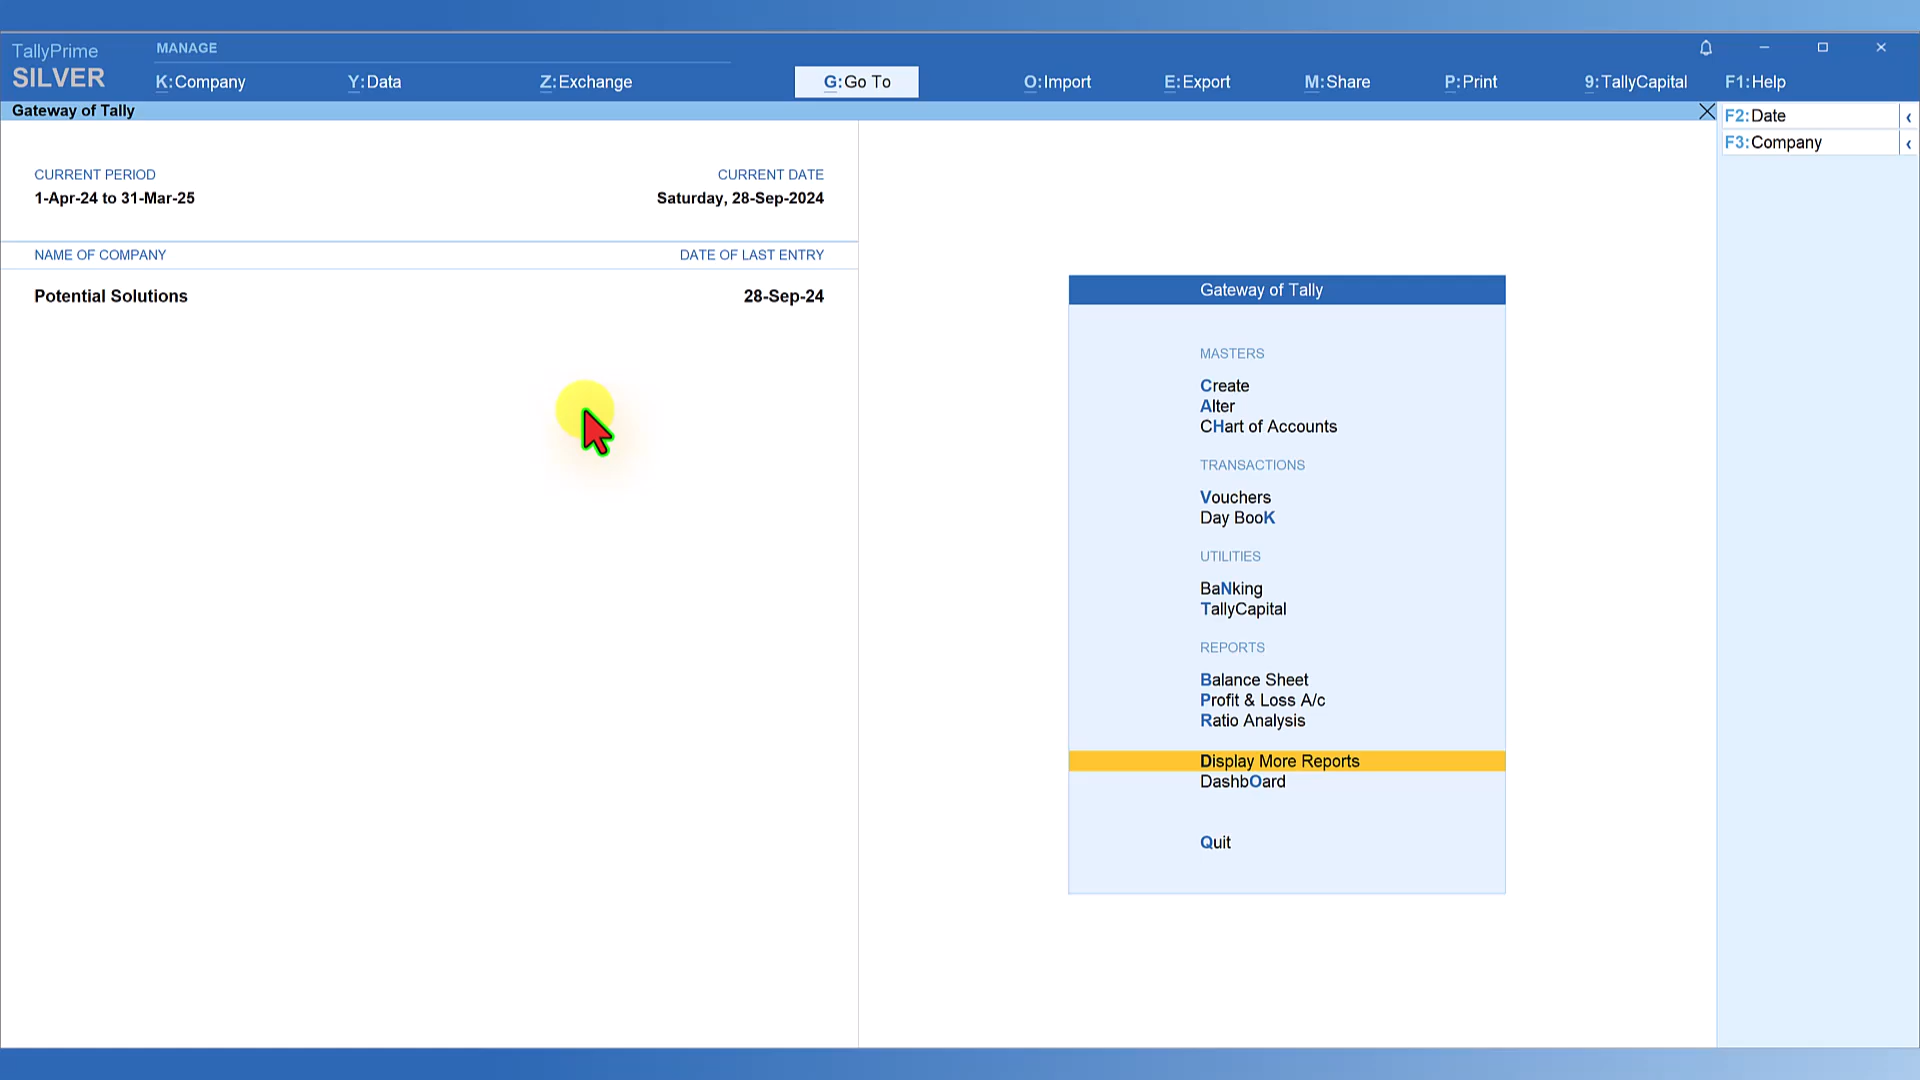 TallyPrime
SILVER
MANAGE
K:Company
Y:Data
Z:Exchange
G:Go To
O:Import
E:Export
M:Share
P:Print
9:TallyCapital
F1:Help
Gateway of Tally
F2:Date
F3:Company
CURRENT PERIOD
CURRENT DATE
1-Apr-24 to 31-Mar-25
Saturday, 28-Sep-2024
NAME OF COMPANY
DATE OF LAST ENTRY
Potential Solutions
28-Sep-24
Gateway of Tally
MASTERS
Create
Alter
CHart of Accounts
TRANSACTIONS
Vouchers
Day BooK
UTILITIES
BaNking
TallyCapital
REPORTS
Balance Sheet
Profit & Loss A/c
Ratio Analysis
Display More Reports
DashbOard
Quit